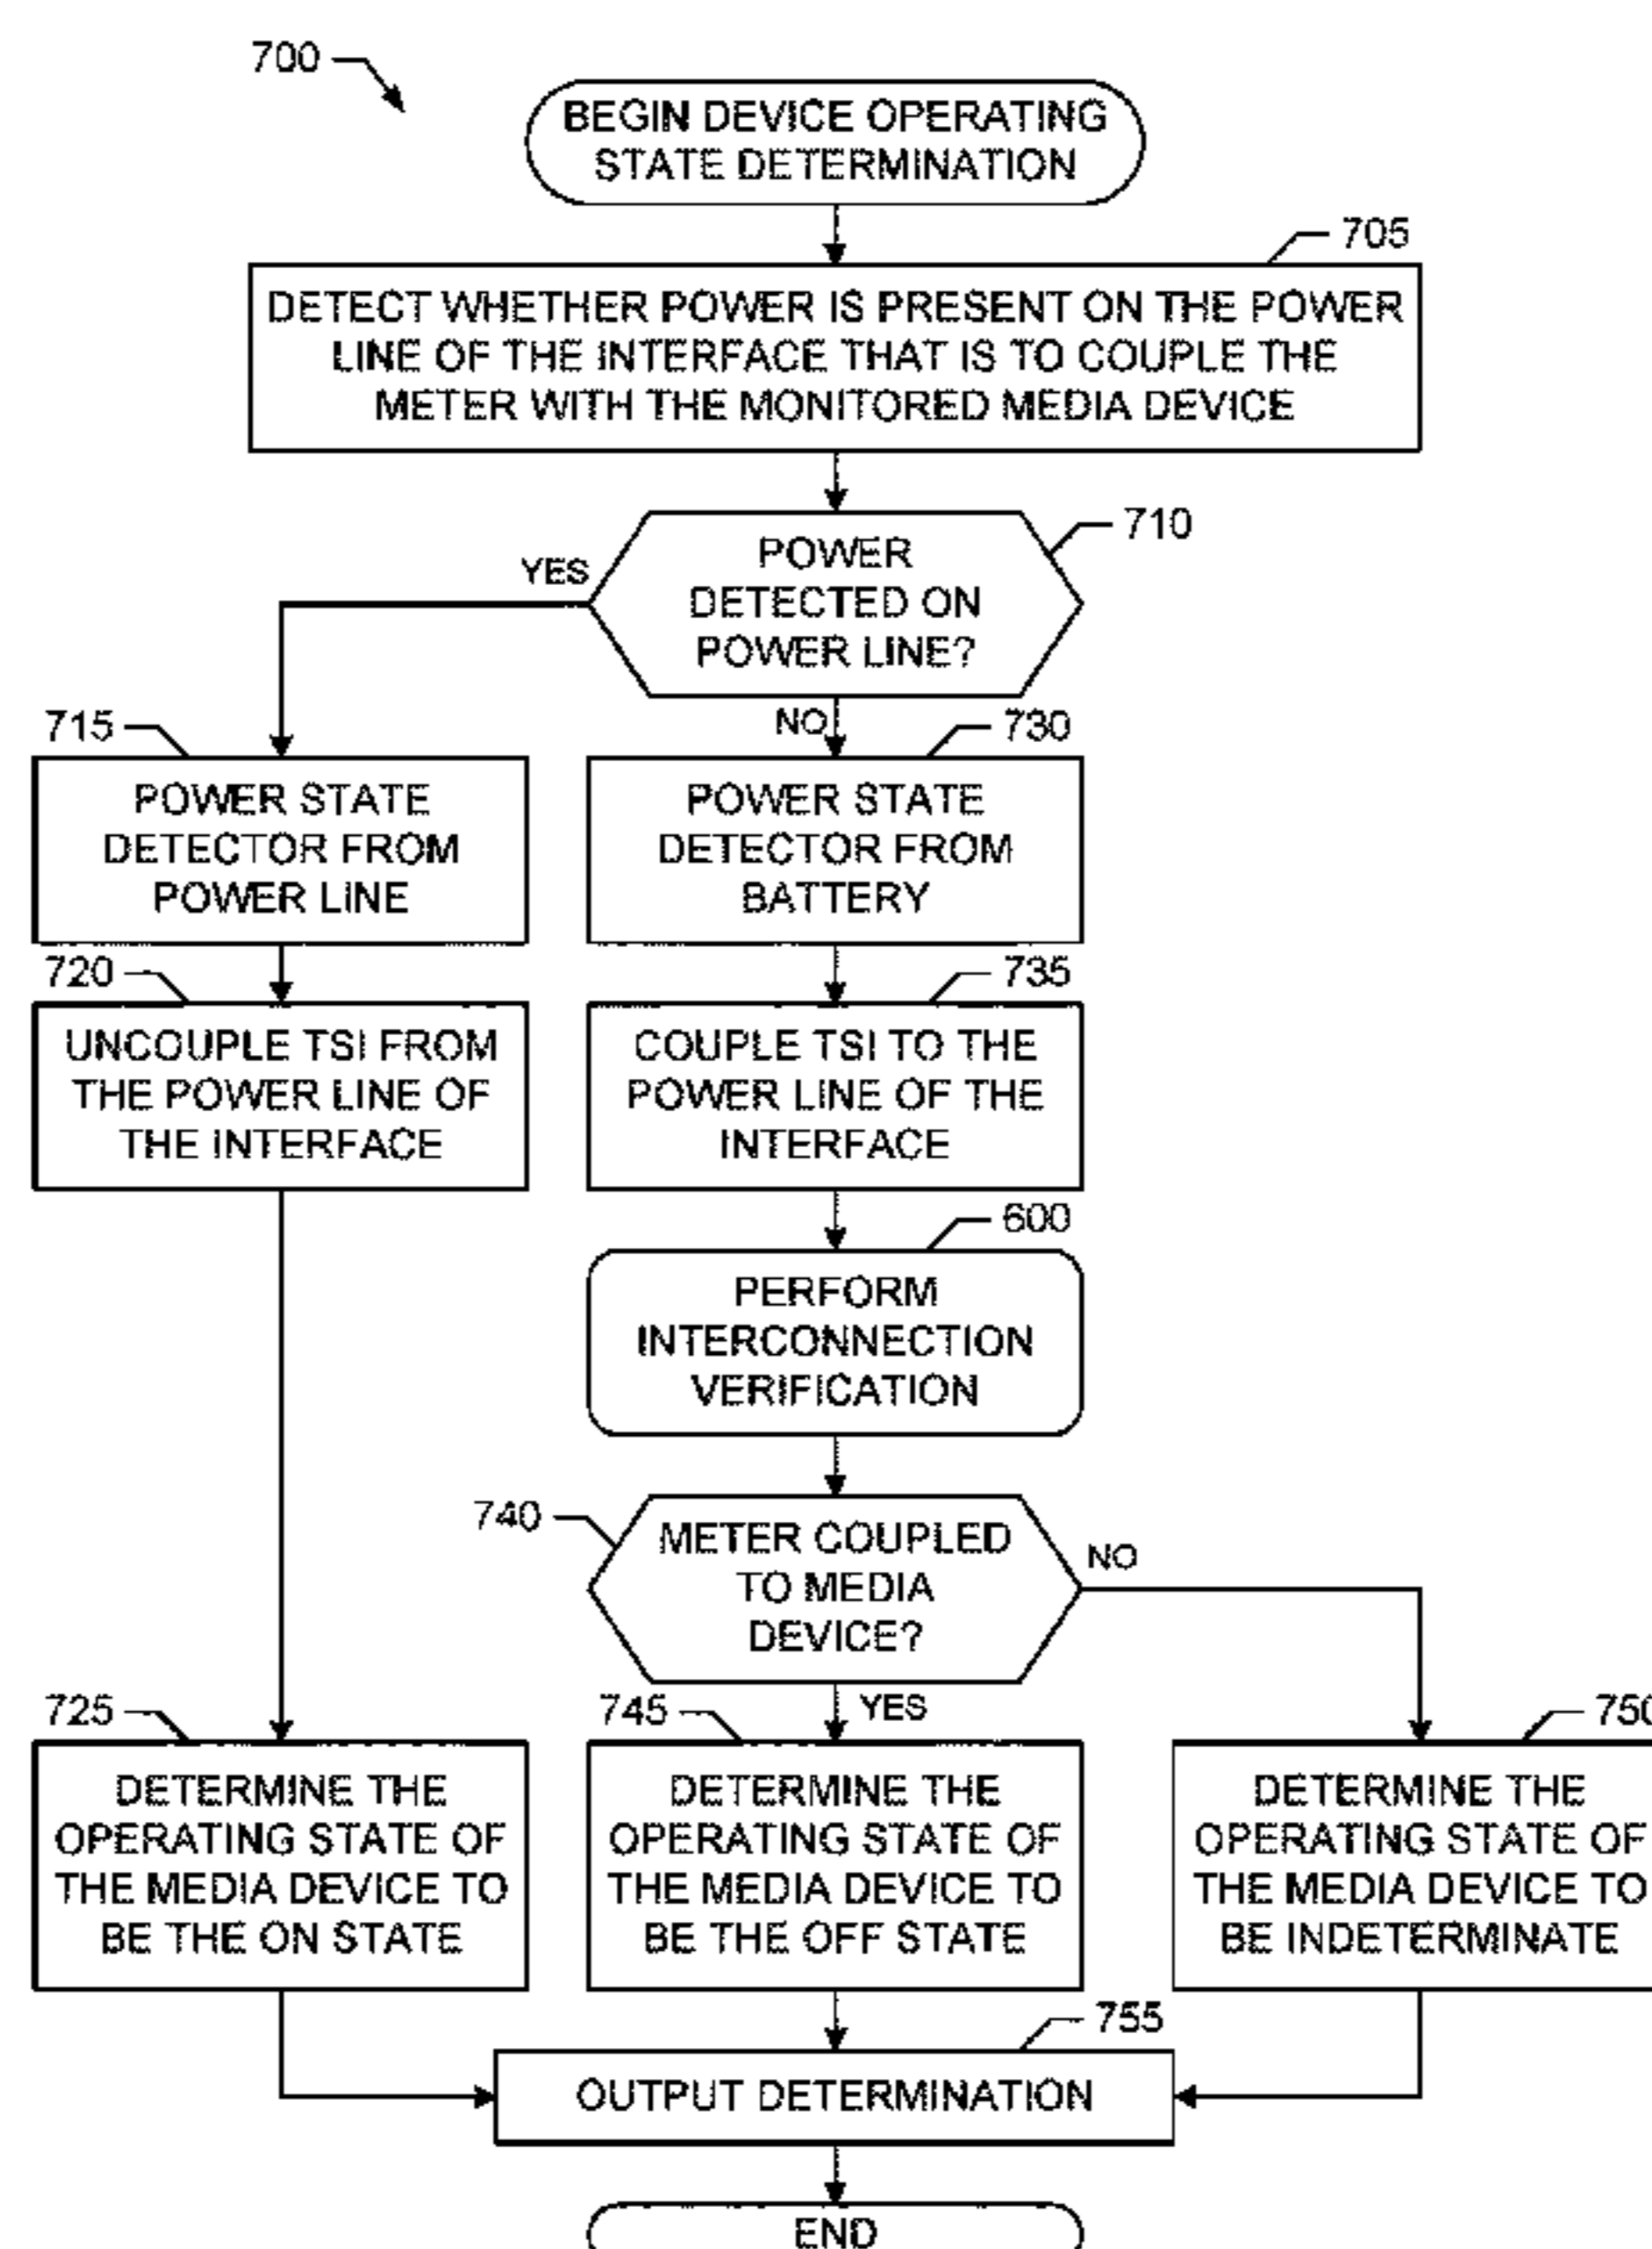 700
BEGIN DEVICE OPERATING
STATE DETERMINATION
705
DETECT WHETHER POWER IS PRESENT ON THE POWER
LINE OF THE INTERFACE THAT IS TO COUPLE THE
METER WITH THE MONITORED MEDIA DEVICE
710
POWER
DETECTED ON
POWER LINE?
YES
NO
715
POWER STATE
DETECTOR FROM
POWER LINE
730
POWER STATE
DETECTOR FROM
BATTERY
720
UNCOUPLE TSI FROM
THE POWER LINE OF
THE INTERFACE
735
COUPLE TSI TO THE
POWER LINE OF THE
INTERFACE
600
PERFORM
INTERCONNECTION
VERIFICATION
740
METER COUPLED
TO MEDIA
DEVICE?
NO
YES
725
DETERMINE THE
OPERATING STATE OF
THE MEDIA DEVICE TO
BE THE ON STATE
745
DETERMINE THE
OPERATING STATE OF
THE MEDIA DEVICE TO
BE THE OFF STATE
750
DETERMINE THE
OPERATING STATE OF
THE MEDIA DEVICE TO
BE INDETERMINATE
755
OUTPUT DETERMINATION
END